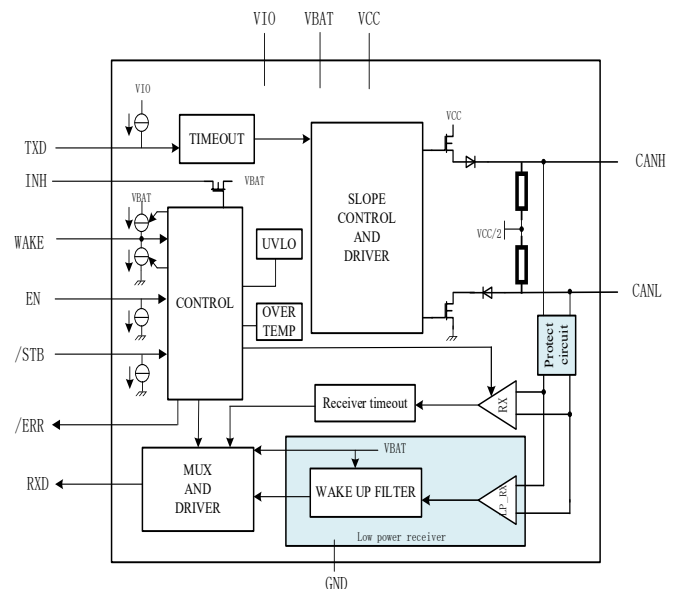 VIO VBAT VCC
VIO
TXD
TIMEOUT
VCC
CANH
INH
VBAT
VBAT
SLOPE
CONTROL
AND
DRIVER
WAKE
UVLO
VCC/2
EN
CONTROL
CANL
OVER
TEMP
Protect
circuit
/STB
Receiver timeout
RX
/ERR
VBAT
RXD
MUX
AND
DRIVER
WAKE UP FILTER
LP_RX
Low power receiver
GND